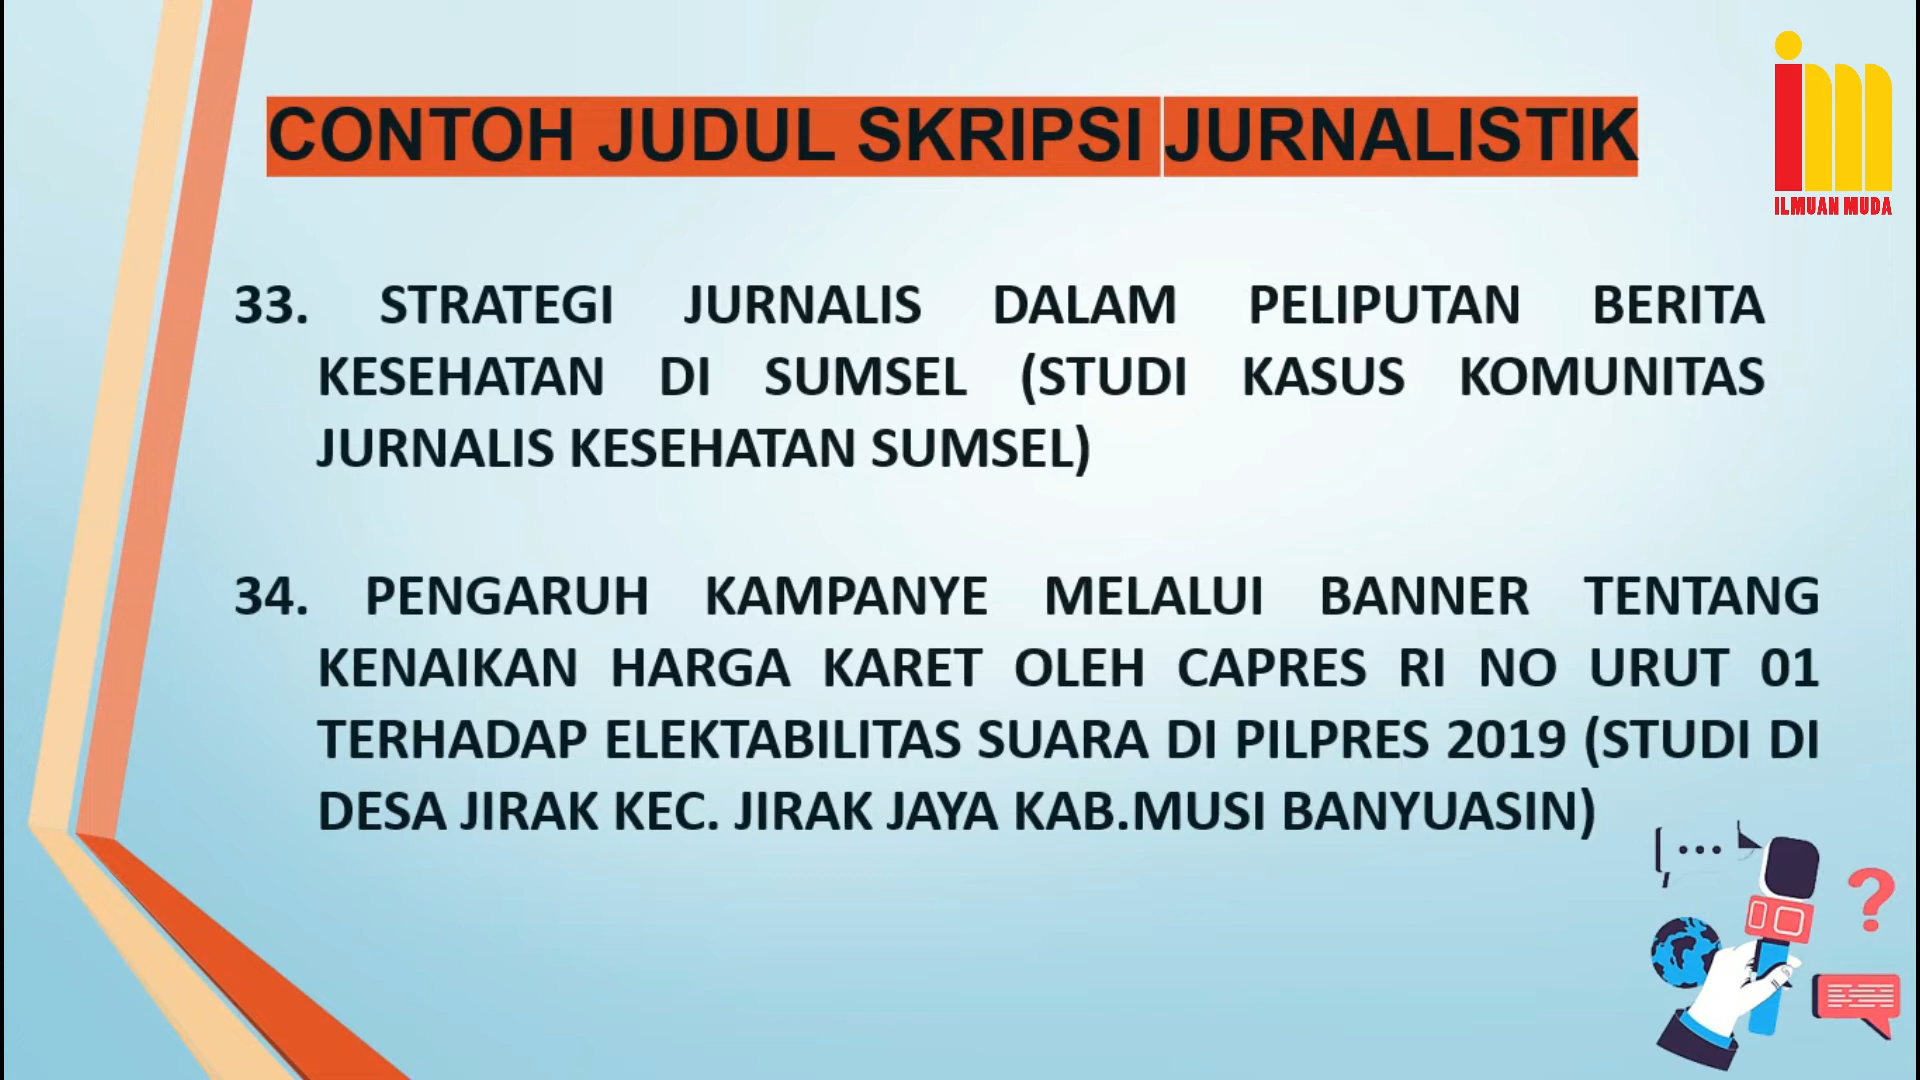 CONTOH JUDUL SKRIPSI JURNALISTIK
ILMUAN MUDA
33. STRATEGI JURNALIS DALAM PELIPUTAN BERITA
KESEHATAN DI SUMSEL (STUDI KASUS KOMUNITAS
JURNALIS KESEHATAN SUMSEL)
34. PENGARUH KAMPANYE MELALUI BANNER TENTANG
KENAIKAN HARGA KARET OLEH CAPRES RI NO URUT 01
TERHADAP ELEKTABILITAS SUARA DI PILPRES 2019 (STUDI DI
DESA JIRAK KEC. JIRAK JAYA KAB.MUSI BANYUASIN)